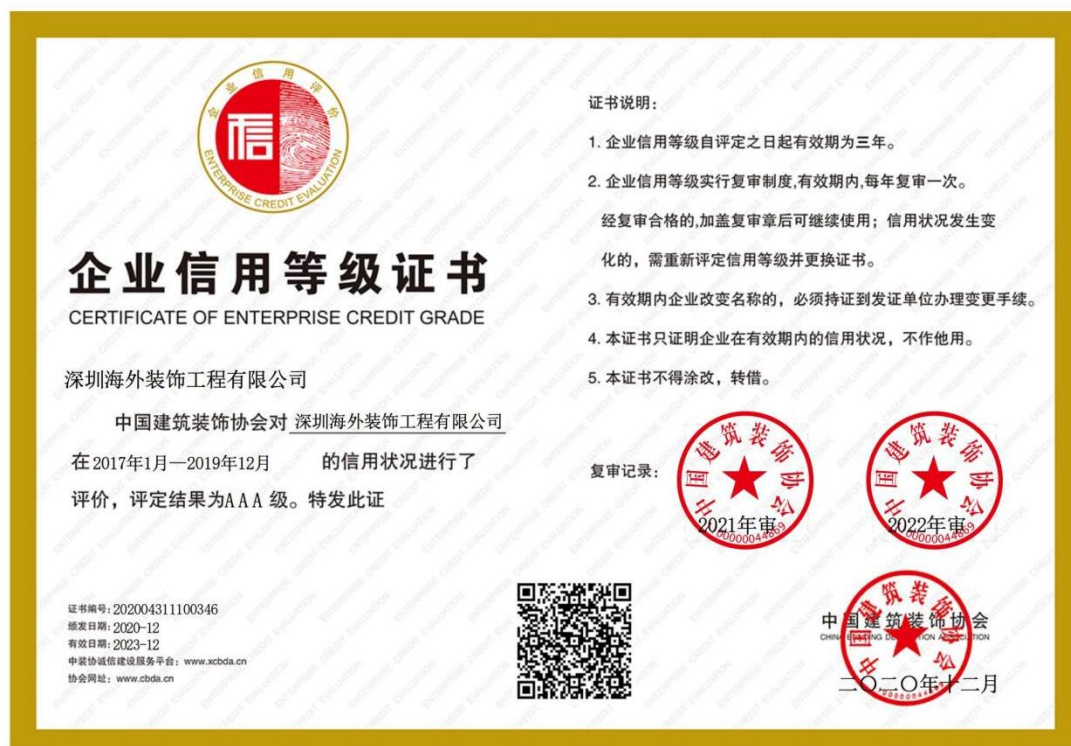 企业信用评价
信
ENTERPRISE CREDIT EVALUATION
企业信用等级证书
CERTIFICATE OF ENTERPRISE CREDIT GRADE
深圳海外装饰工程有限公司
中国建筑装饰协会对 深圳海外装饰工程有限公司
在 2017年1月—2019年12月 的信用状况进行了
评价，评定结果为AAA 级。特发此证
证书编号: 202004311100346
颁发日期: 2020-12
有效日期: 2023-12
中装协诚信建设服务平台: www.xcbda.cn
协会网址: www.cbda.cn
证书说明:
1. 企业信用等级自评定之日起有效期为三年。
2. 企业信用等级实行复审制度,有效期内,每年复审一次。
经复审合格的,加盖复审章后可继续使用；信用状况发生变
化的，需重新评定信用等级并更换证书。
3. 有效期内企业改变名称的，必须持证到发证单位办理变更手续。
4. 本证书只证明企业在有效期内的信用状况，不作他用。
5. 本证书不得涂改，转借。
复审记录:
中国建筑装饰协会
2021年审
中国建筑装饰协会
2022年审
中国建筑装饰协会
中国建筑装饰协会
二〇二〇年十二月